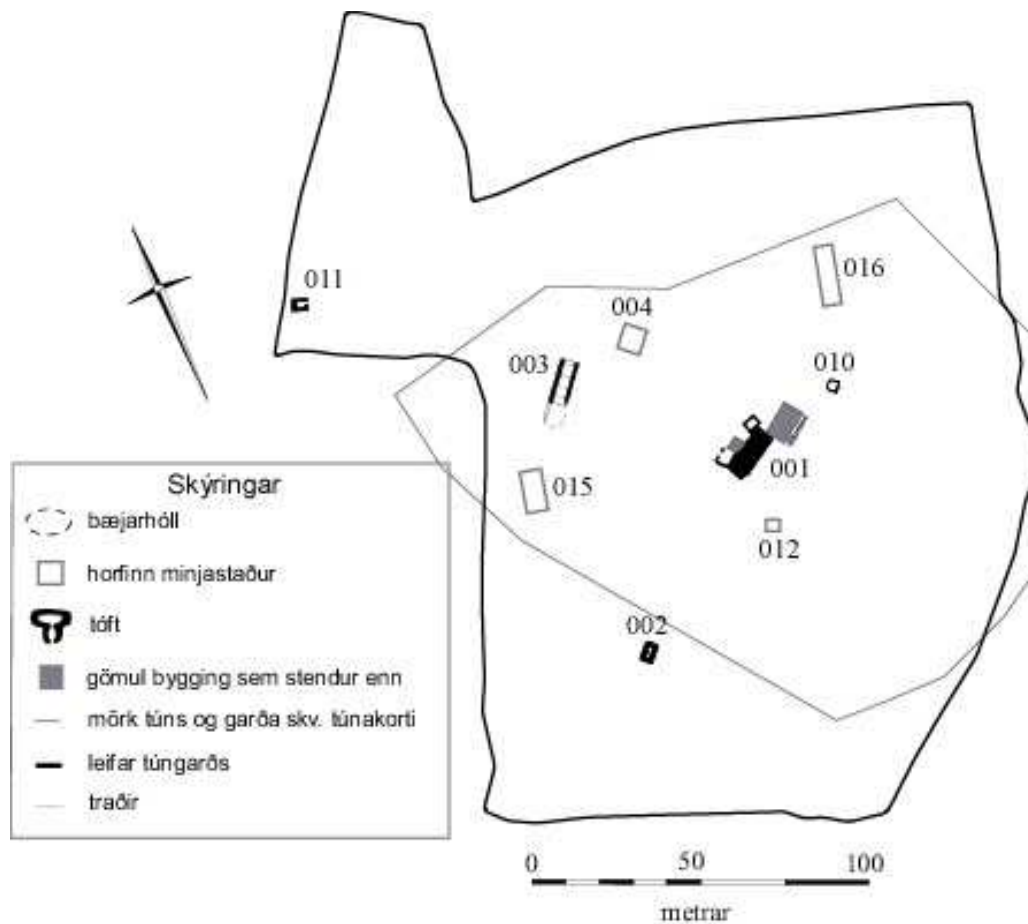 011
016
004
003
010
001
015
012
002
Skýringar
bæjarhóll
horfinn minjastaður
tóft
gömul bygging sem stendur enn
mörk túns og garða skv. túnakorti
leifar túngarðs
traðir
0 50 100
metrar